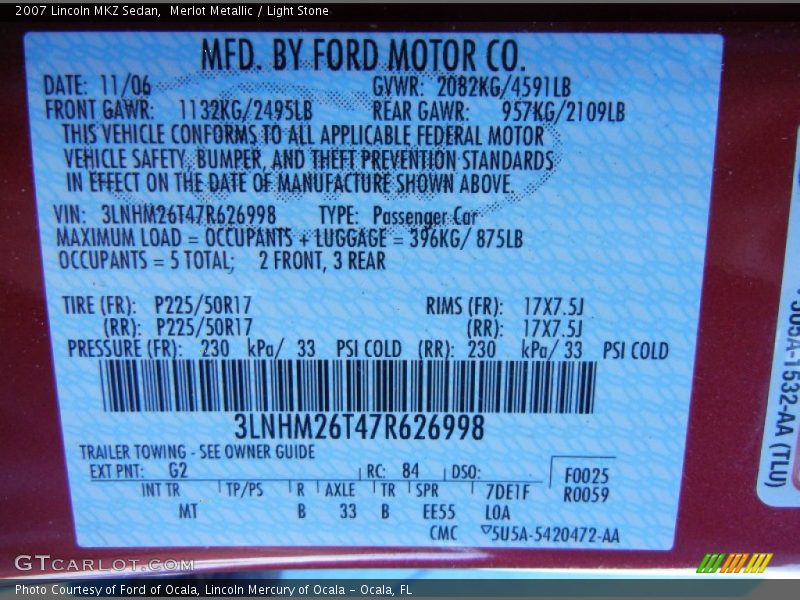 2007 Lincoln MKZ Sedan, Merlot Metallic / Light Stone
MFD. BY FORD MOTOR CO.
DATE: 11/06 GVWR: 2082KG/4591LB
FRONT GAWR: 1132KG/2495LB REAR GAWR: 957KG/2109LB
THIS VEHICLE CONFORMS TO ALL APPLICABLE FEDERAL MOTOR
VEHICLE SAFETY, BUMPER, AND THEFT PREVENTION STANDARDS
IN EFFECT ON THE DATE OF MANUFACTURE SHOWN ABOVE.
VIN: 3LNHM26T47R626998 TYPE: Passenger Car
MAXIMUM LOAD = OCCUPANTS + LUGGAGE = 396KG/ 875LB
OCCUPANTS = 5 TOTAL; 2 FRONT, 3 REAR
TIRE (FR): P225/50R17 RIMS (FR): 17X7.5J
(RR): P225/50R17 (RR): 17X7.5J
PRESSURE (FR): 230 kPa/ 33 PSI COLD (RR): 230 kPa/ 33 PSI COLD
3LNHM26T47R626998
TRAILER TOWING - SEE OWNER GUIDE
EXT PNT: G2 RC: 84 DSO: F0025
R0059
INT TR TP/PS R AXLE TR SPR 7DE1F
MT B 33 B EE55 LOA
CMC 5U5A-5420472-AA
1532-AA (TLU)
GTCARLOT.COM
Photo Courtesy of Ford of Ocala, Lincoln Mercury of Ocala - Ocala, FL